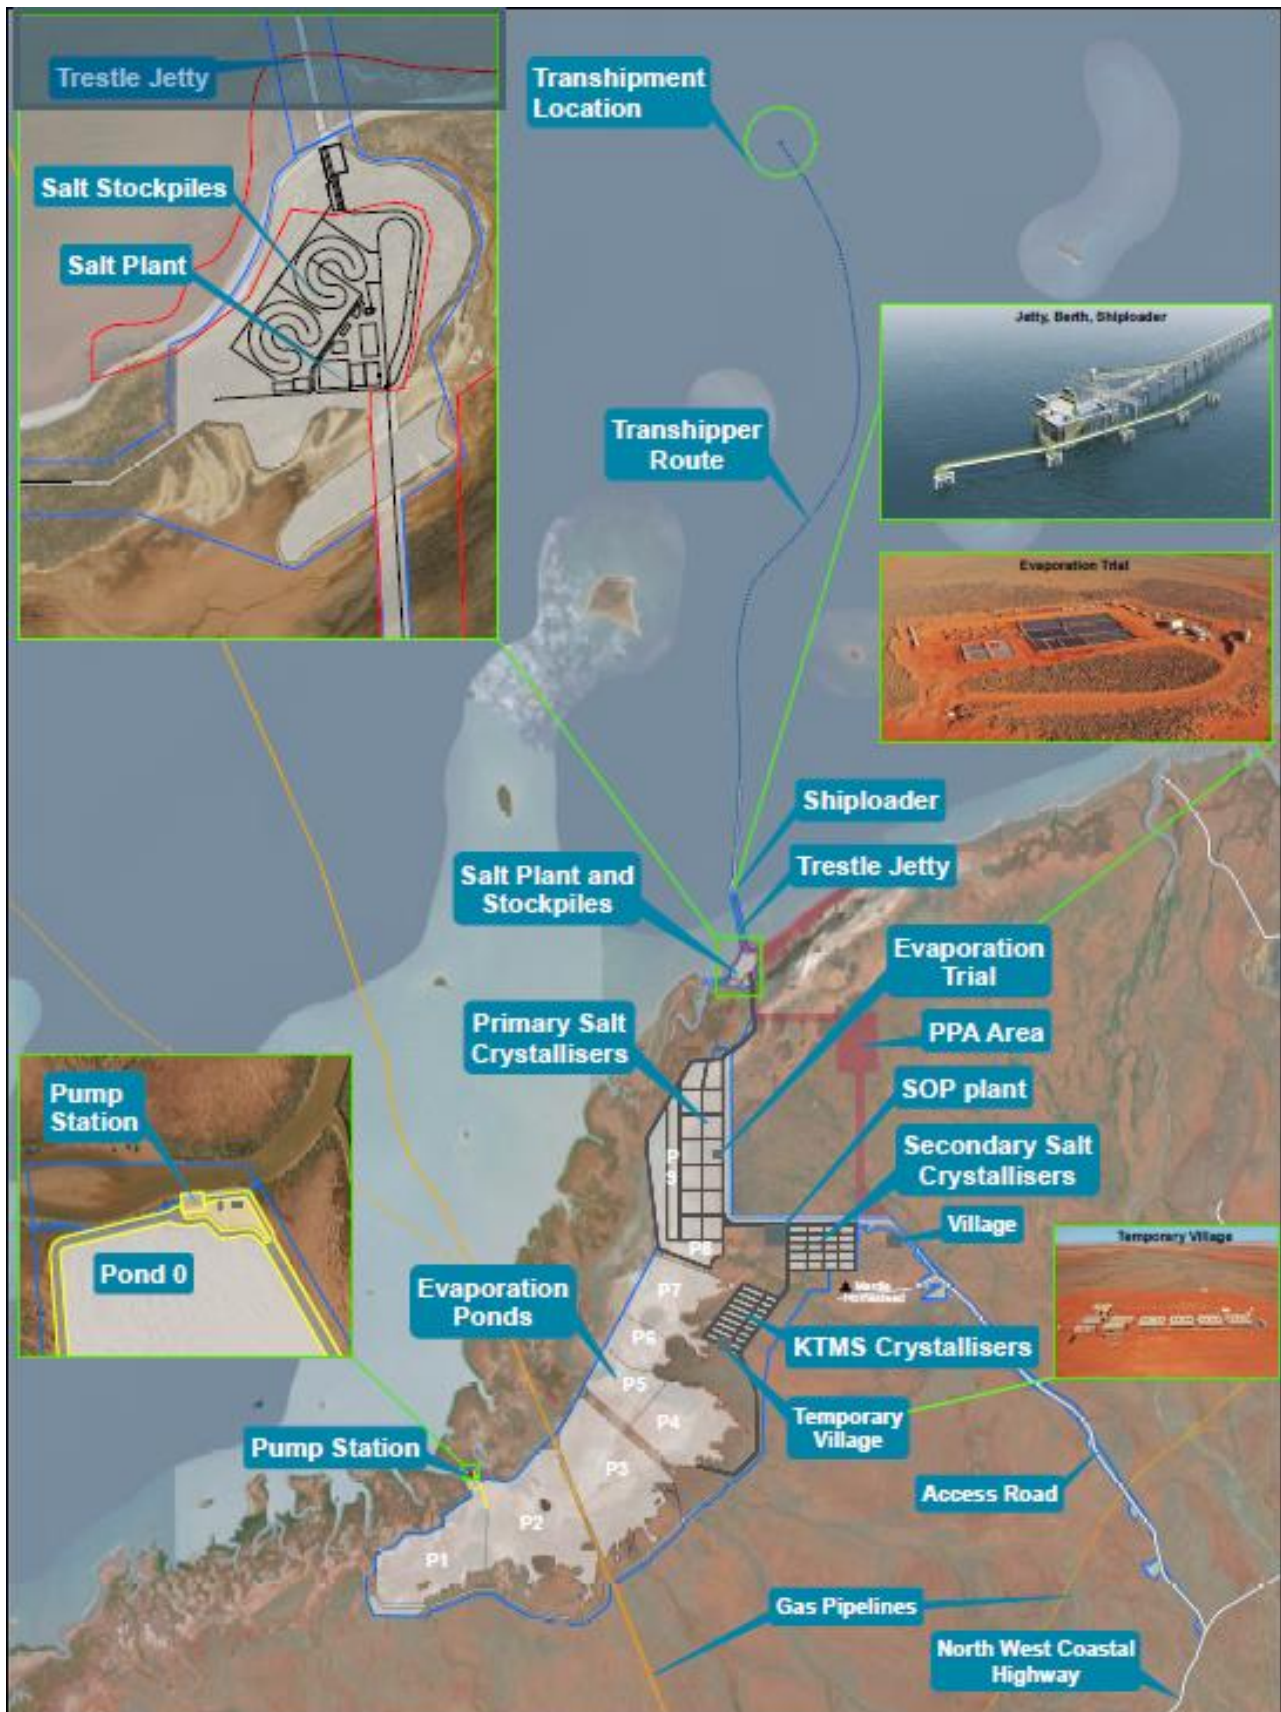 Trestle Jetty
Salt Stockpiles
Salt Plant
Transhipment
Location
Jetty, Berth, Shiploader
Transhipper
Route
Evaporation Trial
Shiploader
Trestle Jetty
Salt Plant and
Stockpiles
Evaporation
Trial
Primary Salt
Crystallisers
PPA Area
SOP plant
Secondary Salt
Crystallisers
Village
Pump
Station
Pond 0
P
9
P8
P7
P6
P5
P4
P3
P2
P1
Temporary Village
Mardie
Homestead
Evaporation
Ponds
KTMS Crystallisers
Temporary
Village
Pump Station
Access Road
Gas Pipelines
North West Coastal
Highway